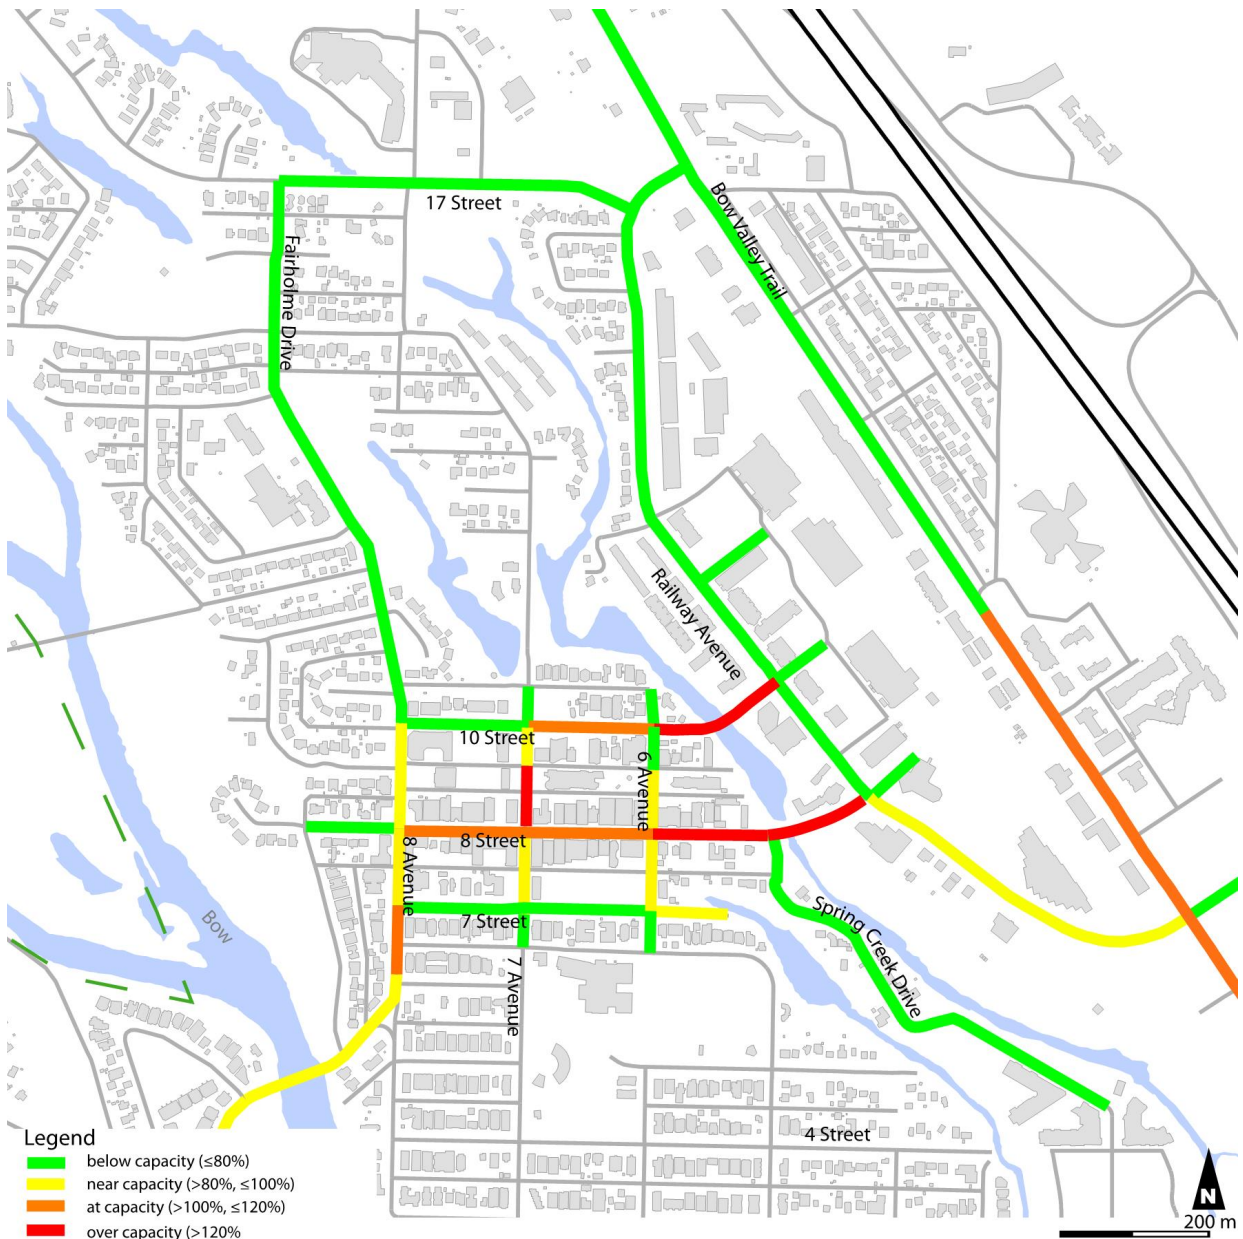 17 Street
Bow Valley Trail
Fairholme Drive
Railway Avenue
10 Street
6 Avenue
8 Street
8 Avenue
7 Street
Spring Creek Drive
Bow
7 Avenue
4 Street
Legend
below capacity (≤80%)
near capacity (>80%, ≤100%)
at capacity (>100%, ≤120%)
over capacity (>120%
N
200 m